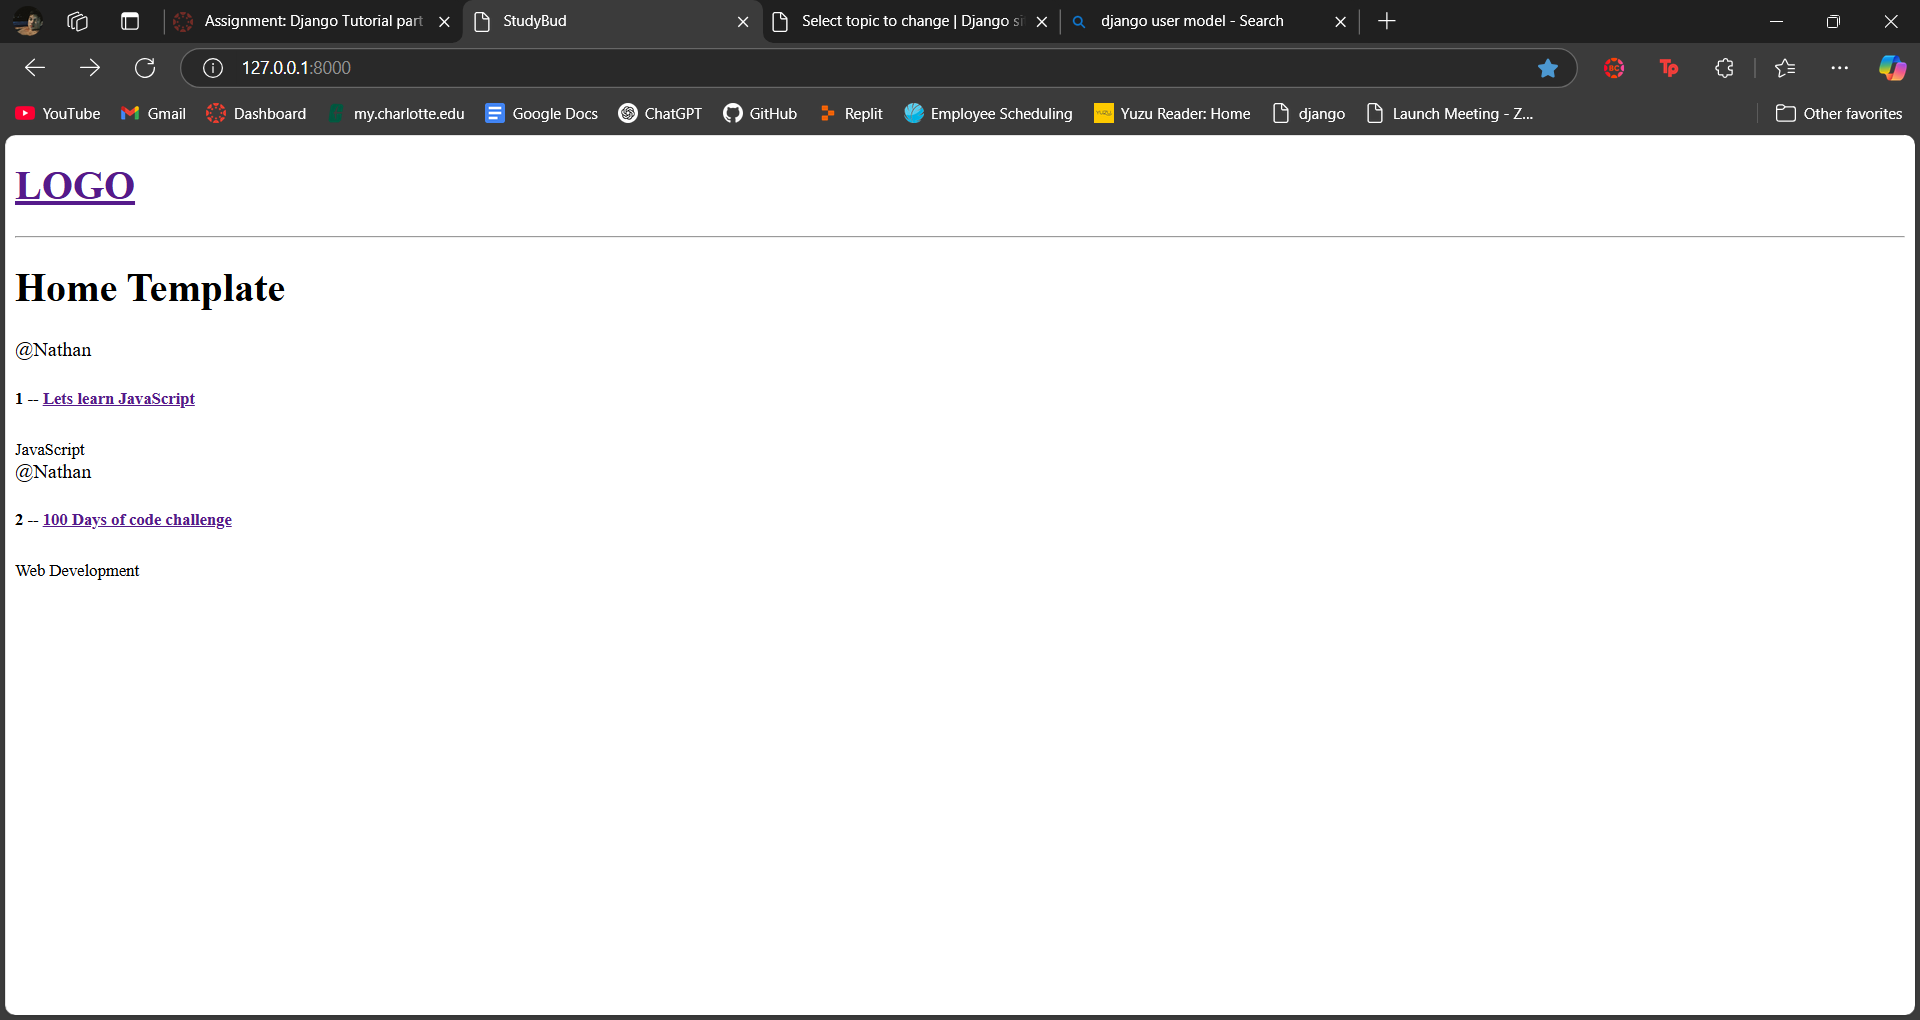 Assignment: Django Tutorial part
StudyBud
Select topic to change | Django si
django user model - Search
127.0.0.1:8000
BC
Tp
YouTube
Gmail
Dashboard
my.charlotte.edu
Google Docs
ChatGPT
GitHub
Replit
Employee Scheduling
Yuzu Reader: Home
django
Launch Meeting - Z...
Other favorites
LOGO
Home Template
@Nathan
1 -- Lets learn JavaScript
JavaScript
@Nathan
2 -- 100 Days of code challenge
Web Development